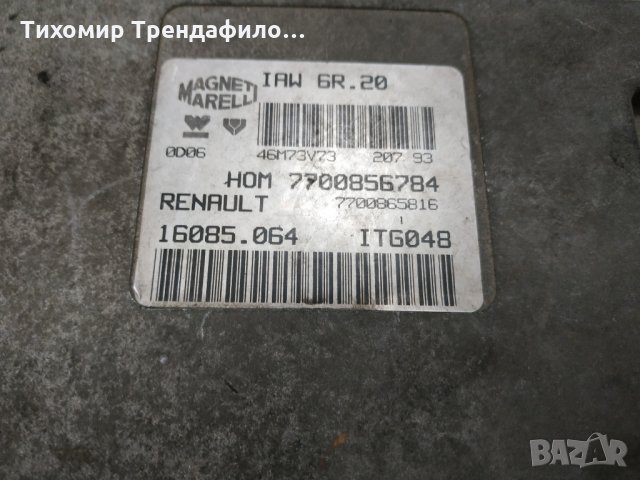 Тихомир Трендафило...
MAGNETI
MARELLI
IAW 6R.20
0D06
46M73V73
207 93
HOM 7700856784
RENAULT
7700865816
16085.064
ITG048
BAZAR